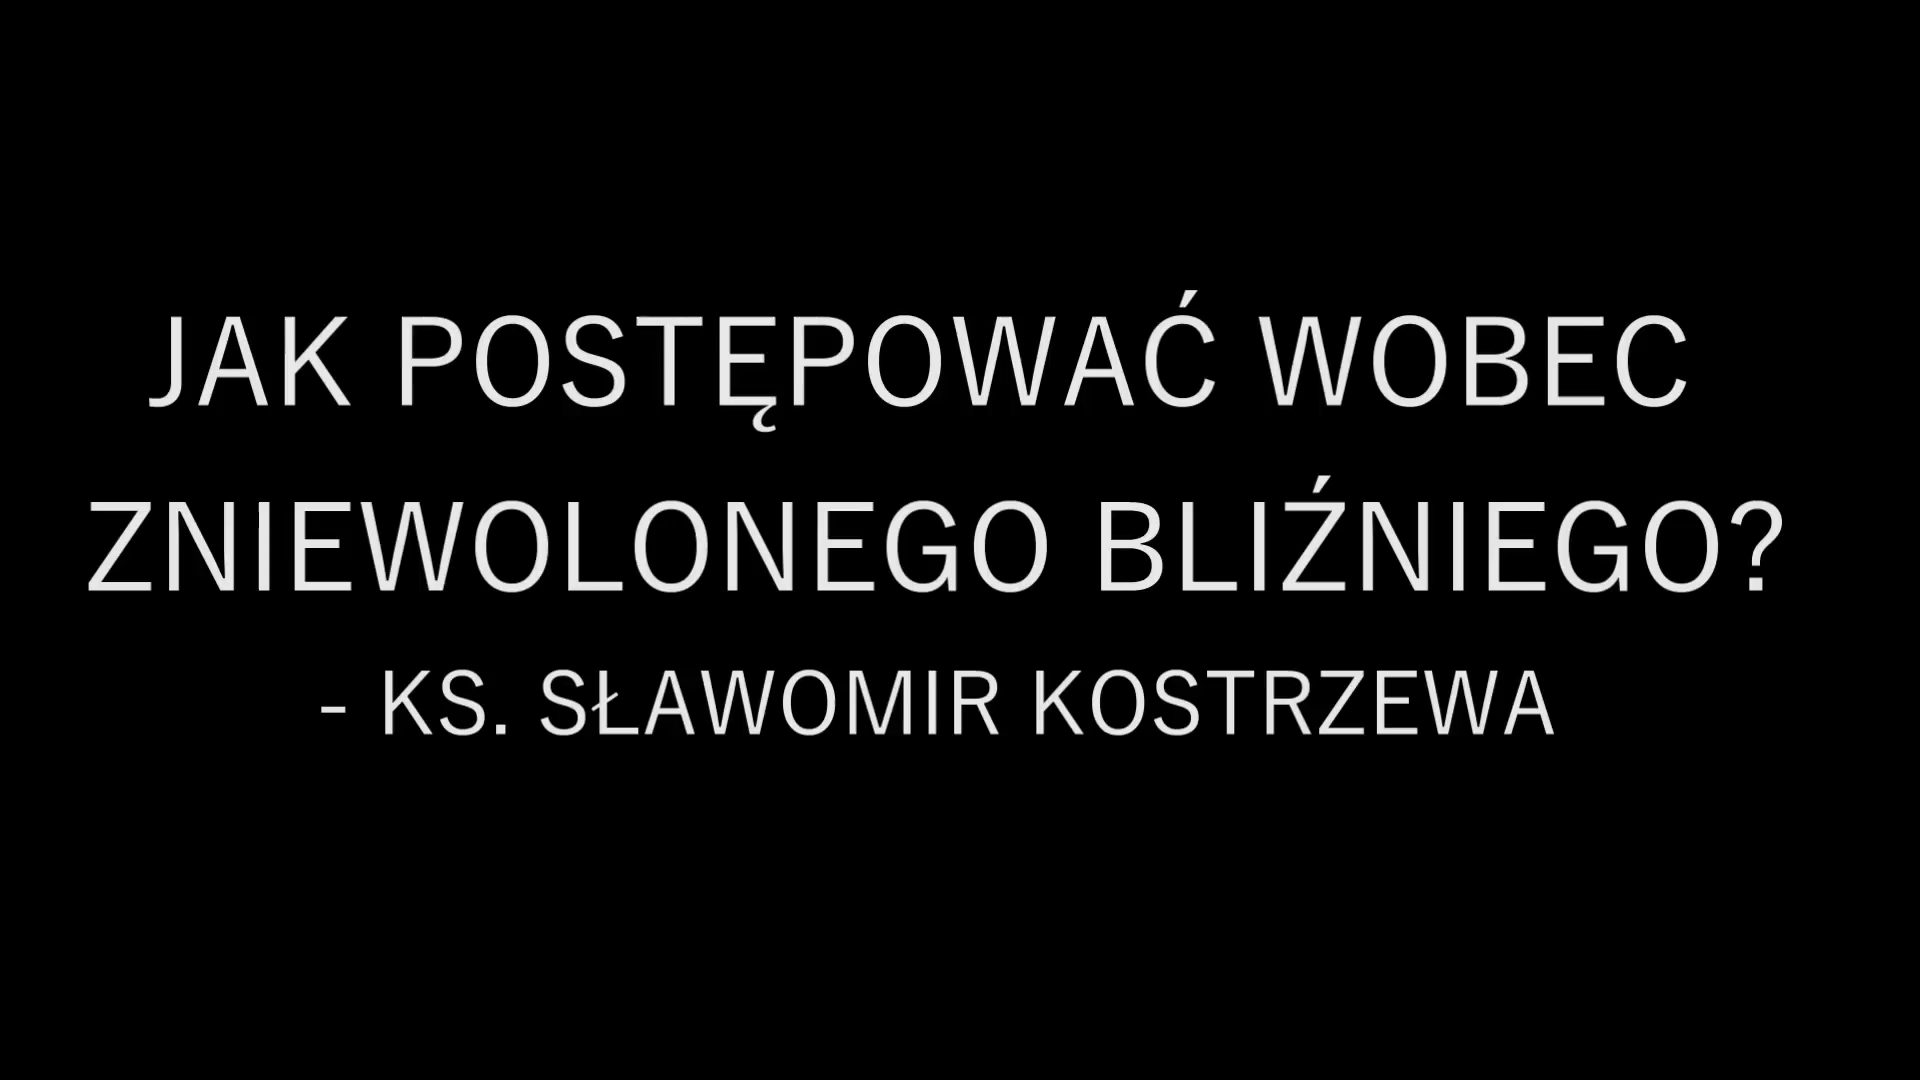 JAK POSTĘPOWAĆ WOBEC
ZNIEWOLONEGO BLIŹNIEGO?
- KS. SŁAWOMIR KOSTRZEWA